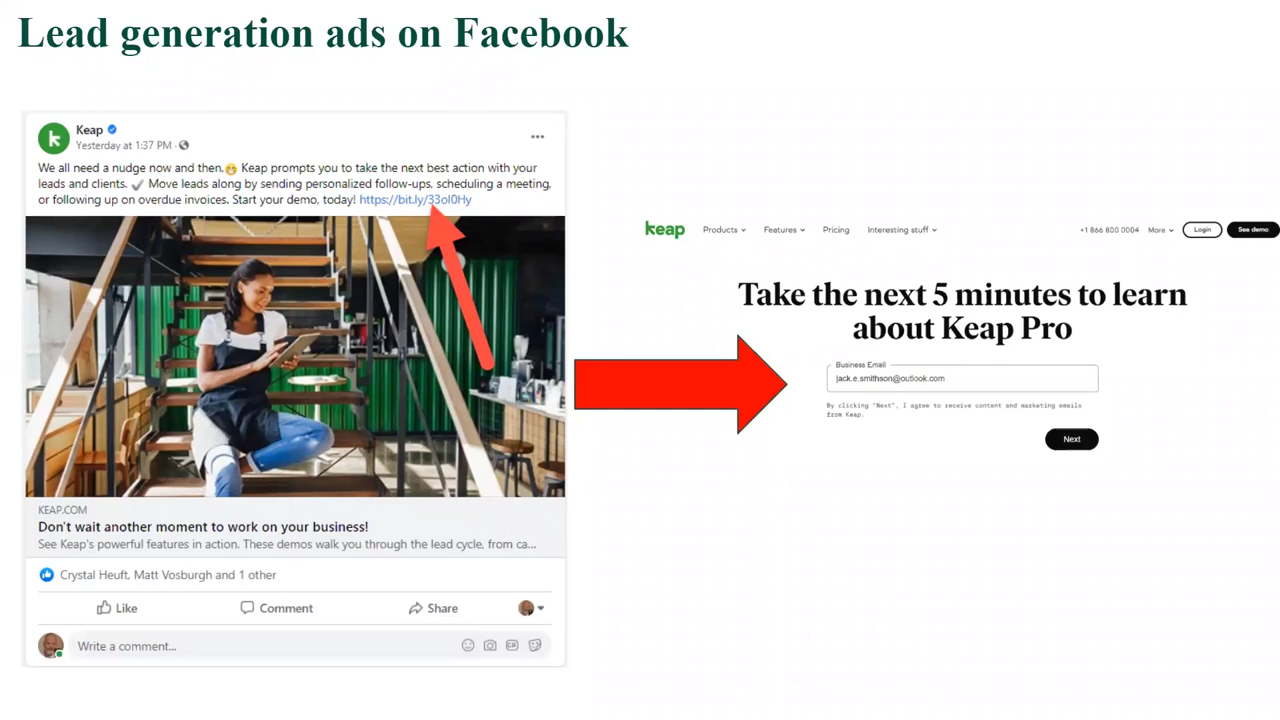 Lead generation ads on Facebook
Keap
Yesterday at 1:37 PM ·
We all need a nudge now and then.😁 Keap prompts you to take the next best action with your
leads and clients. ✔ Move leads along by sending personalized follow-ups, scheduling a meeting,
or following up on overdue invoices. Start your demo, today! https://bit.ly/33ol0Hy
KEAP.COM
Don't wait another moment to work on your business!
See Keap's powerful features in action. These demos walk you through the lead cycle, from ca...
Crystal Heuft, Matt Vosburgh and 1 other
Like Comment Share
Write a comment...
GIF
keap Products Features Pricing Interesting stuff +1 866 800 0004 More Login See demo
Take the next 5 minutes to learn
about Keap Pro
Business Email
jack.e.smithson@outlook.com
By clicking "Next", I agree to receive content and marketing emails
from Keap.
Next